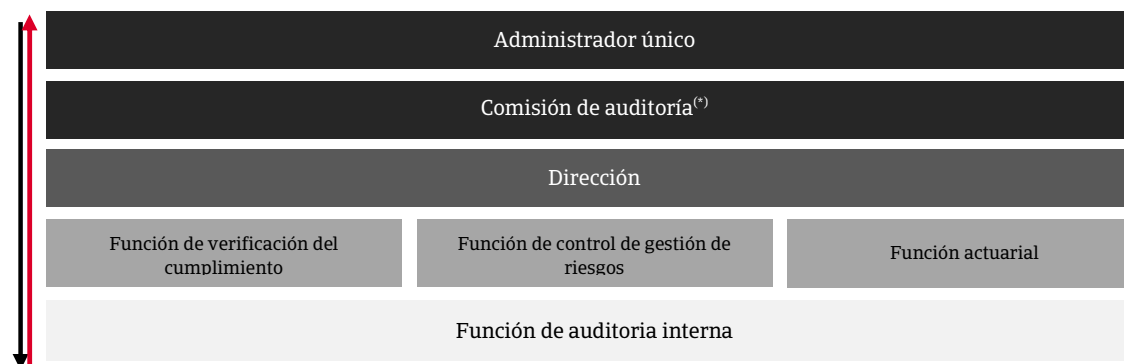 Administrador único
Comisión de auditoría(*)
Dirección
Función de verificación del
cumplimiento
Función de control de gestión de
riesgos
Función actuarial
Función de auditoria interna